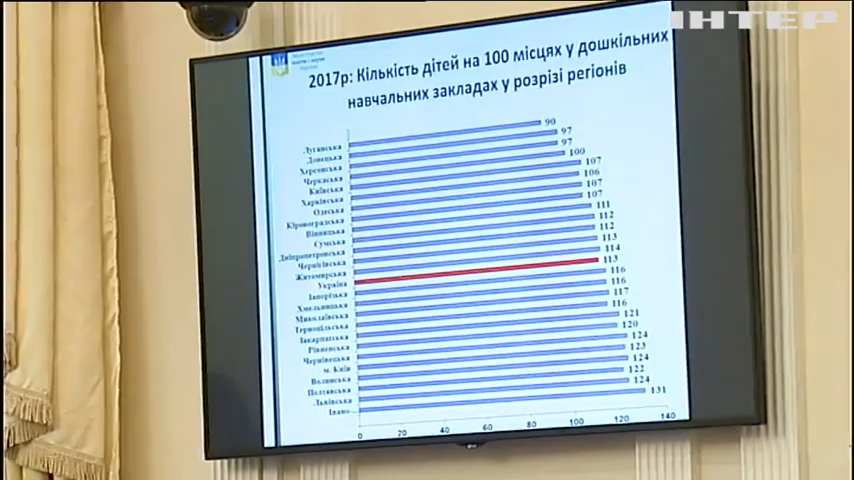 ІНТЕР
2017р: Кількість дітей на 100 місцях у дошкільних
навчальних закладах у розрізі регіонів
90
97
97
100
107
106
107
107
111
112
112
113
114
113
116
116
117
116
121
120
124
123
124
122
124
131
Луганська
Донецька
Херсонська
Черкаська
Київська
Харківська
Одеська
Кіровоградська
Вінницька
Сумська
Дніпропетровська
Чернігівська
Житомирська
Україна
Запорізька
Хмельницька
Миколаївська
Тернопільська
Закарпатська
Рівненська
Чернівецька
м. Київ
Волинська
Полтавська
Львівська
Івано
0 20 40 60 80 100 120 140